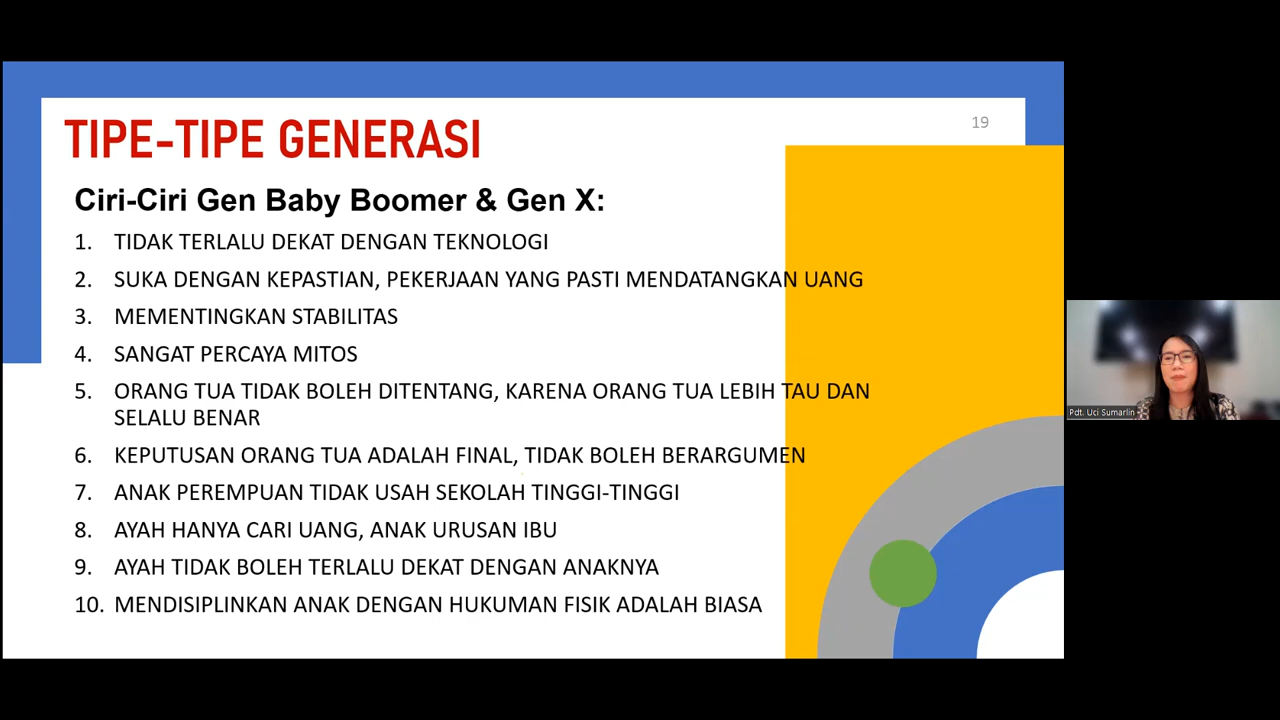 TIPE-TIPE GENERASI
19
Ciri-Ciri Gen Baby Boomer & Gen X:
1. TIDAK TERLALU DEKAT DENGAN TEKNOLOGI
2. SUKA DENGAN KEPASTIAN, PEKERJAAN YANG PASTI MENDATANGKAN UANG
3. MEMENTINGKAN STABILITAS
4. SANGAT PERCAYA MITOS
5. ORANG TUA TIDAK BOLEH DITENTANG, KARENA ORANG TUA LEBIH TAU DAN
SELALU BENAR
6. KEPUTUSAN ORANG TUA ADALAH FINAL, TIDAK BOLEH BERARGUMEN
7. ANAK PEREMPUAN TIDAK USAH SEKOLAH TINGGI-TINGGI
8. AYAH HANYA CARI UANG, ANAK URUSAN IBU
9. AYAH TIDAK BOLEH TERLALU DEKAT DENGAN ANAKNYA
10. MENDISIPLINKAN ANAK DENGAN HUKUMAN FISIK ADALAH BIASA
Pdt. Uci Sumarlin